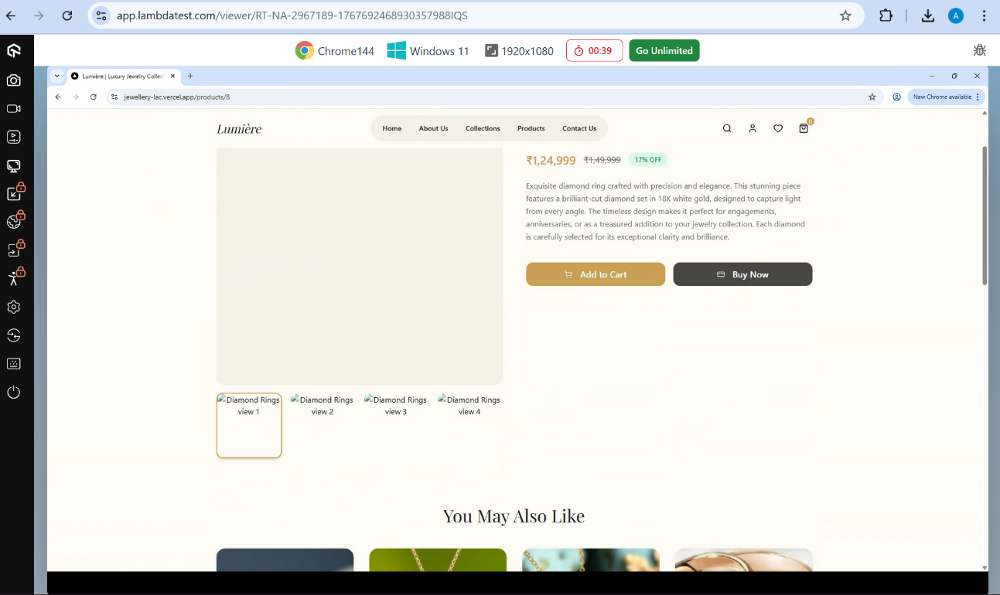 app.lambdatest.com/viewer/RT-NA-2967189-1767692468930357988IQS
A
Chrome144
Windows 11
1920x1080
00:39
Go Unlimited
Lumière | Luxury Jewelry Collect
jewellery-lac.vercel.app/products/8
New Chrome available
Lumière
Home
About Us
Collections
Products
Contact Us
0
₹1,24,999 ₹1,49,999 17% OFF
Exquisite diamond ring crafted with precision and elegance. This stunning piece
features a brilliant-cut diamond set in 18K white gold, designed to capture light
from every angle. The timeless design makes it perfect for engagements,
anniversaries, or as a treasured addition to your jewelry collection. Each diamond
is carefully selected for its exceptional clarity and brilliance.
Add to Cart
Buy Now
Diamond Rings
view 1
Diamond Rings
view 2
Diamond Rings
view 3
Diamond Rings
view 4
You May Also Like